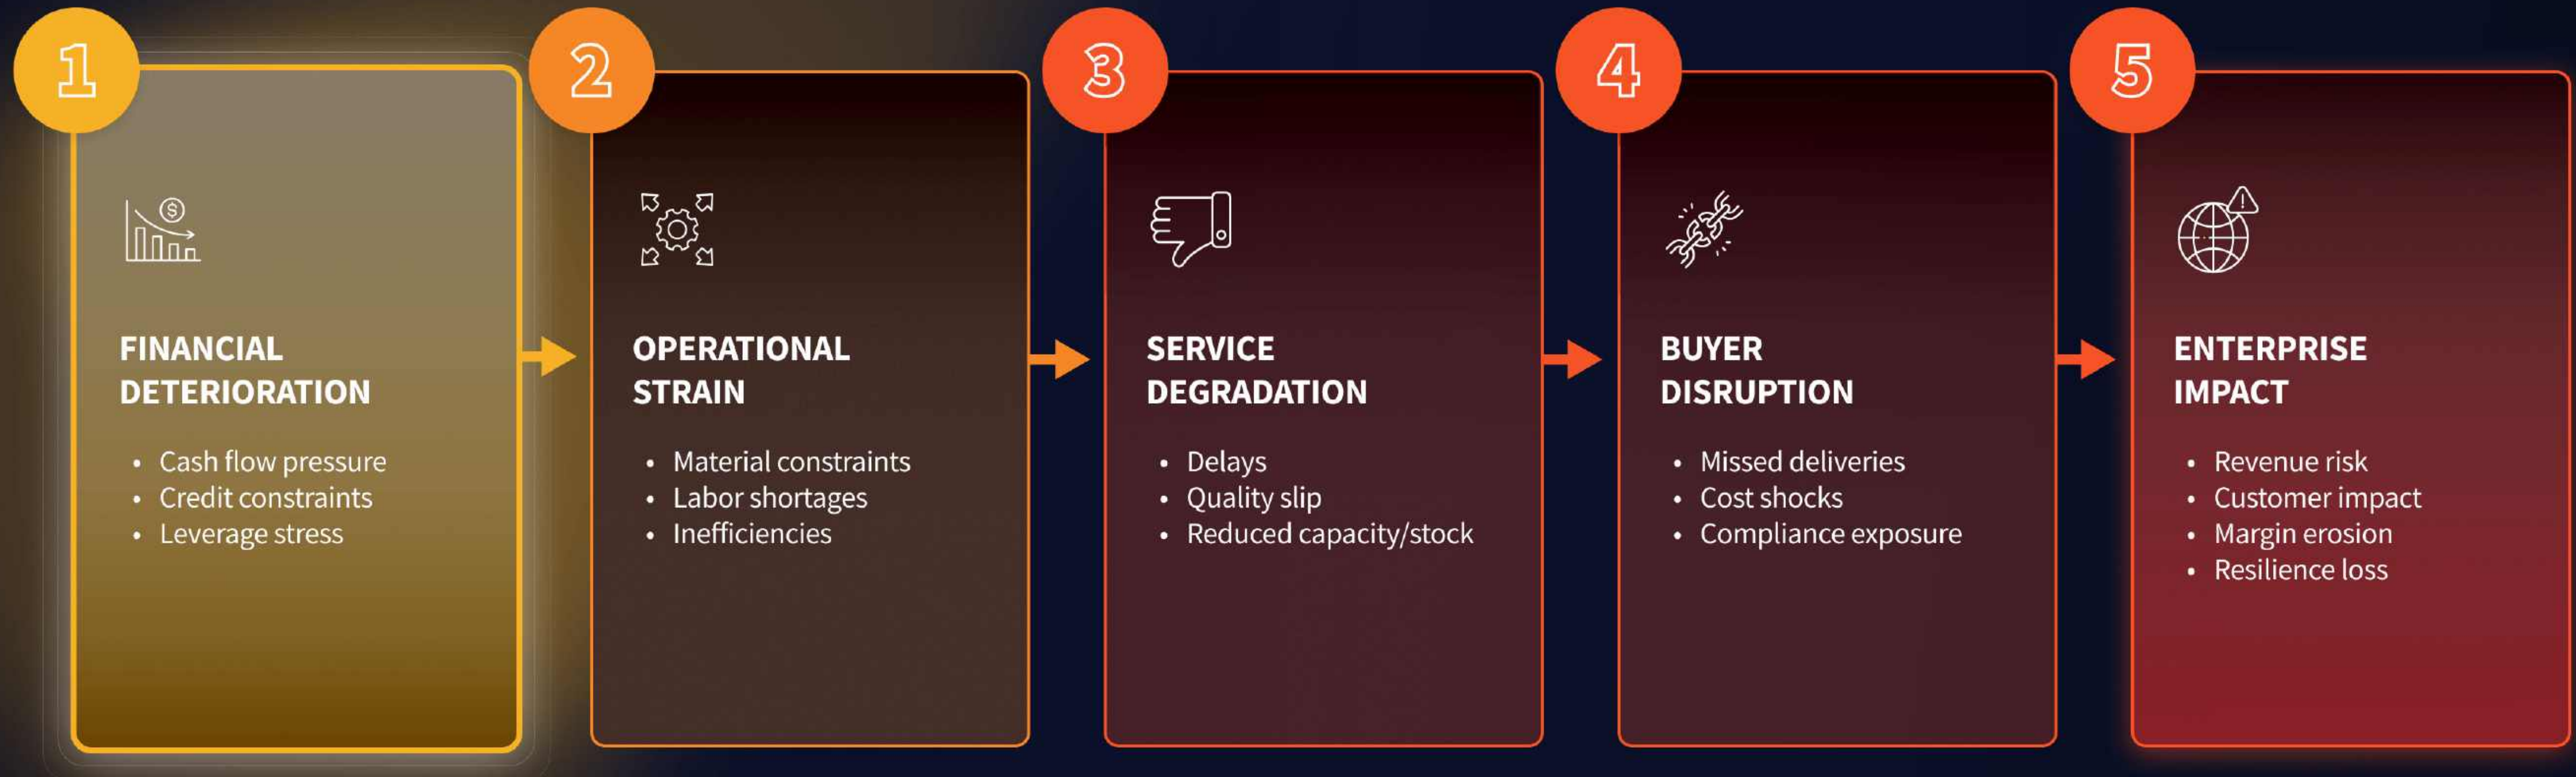 1
FINANCIAL
DETERIORATION
• Cash flow pressure
• Credit constraints
• Leverage stress
2
OPERATIONAL
STRAIN
• Material constraints
• Labor shortages
• Inefficiencies
3
SERVICE
DEGRADATION
• Delays
• Quality slip
• Reduced capacity/stock
4
BUYER
DISRUPTION
• Missed deliveries
• Cost shocks
• Compliance exposure
5
ENTERPRISE
IMPACT
• Revenue risk
• Customer impact
• Margin erosion
• Resilience loss